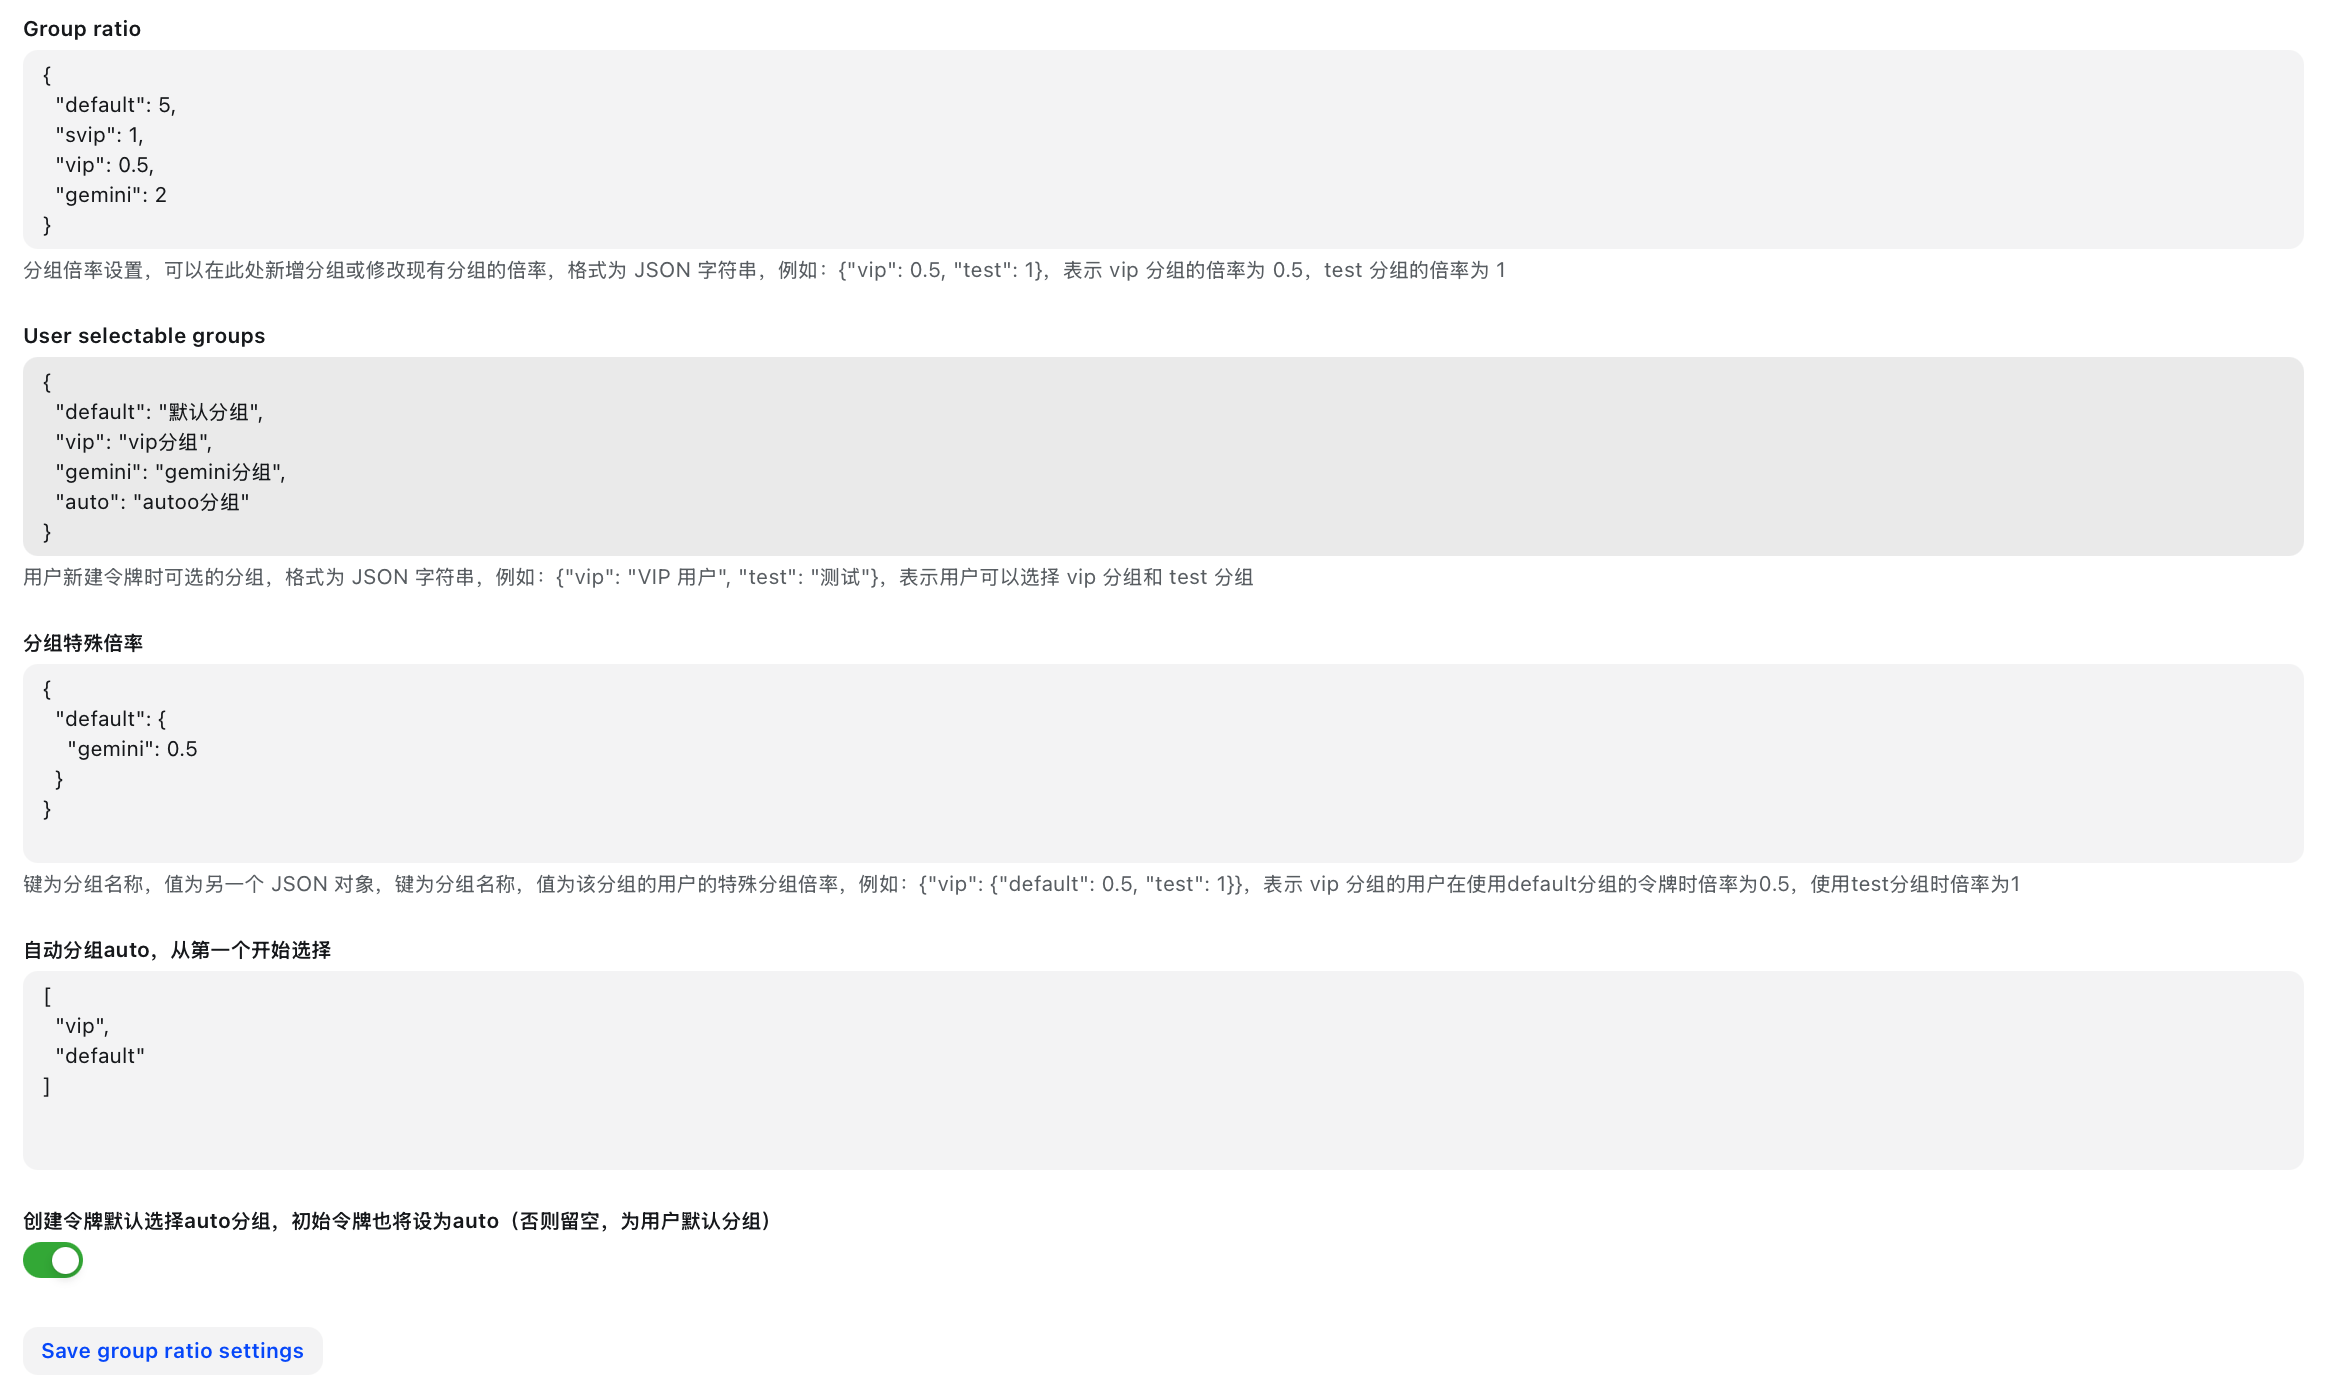 Group ratio
{
  "default": 5,
  "svip": 1,
  "vip": 0.5,
  "gemini": 2
}
分组倍率设置，可以在此处新增分组或修改现有分组的倍率，格式为 JSON 字符串，例如：{"vip": 0.5, "test": 1}，表示 vip 分组的倍率为 0.5，test 分组的倍率为 1
User selectable groups
{
  "default": "默认分组",
  "vip": "vip分组",
  "gemini": "gemini分组",
  "auto": "autoo分组"
}
用户新建令牌时可选的分组，格式为 JSON 字符串，例如：{"vip": "VIP 用户", "test": "测试"}，表示用户可以选择 vip 分组和 test 分组
分组特殊倍率
{
  "default": {
    "gemini": 0.5
  }
}
键为分组名称，值为另一个 JSON 对象，键为分组名称，值为该分组的用户的特殊分组倍率，例如：{"vip": {"default": 0.5, "test": 1}}，表示 vip 分组的用户在使用default分组的令牌时倍率为0.5，使用test分组时倍率为1
自动分组auto，从第一个开始选择
[
  "vip",
  "default"
]
创建令牌默认选择auto分组，初始令牌也将设为auto（否则留空，为用户默认分组）
Save group ratio settings